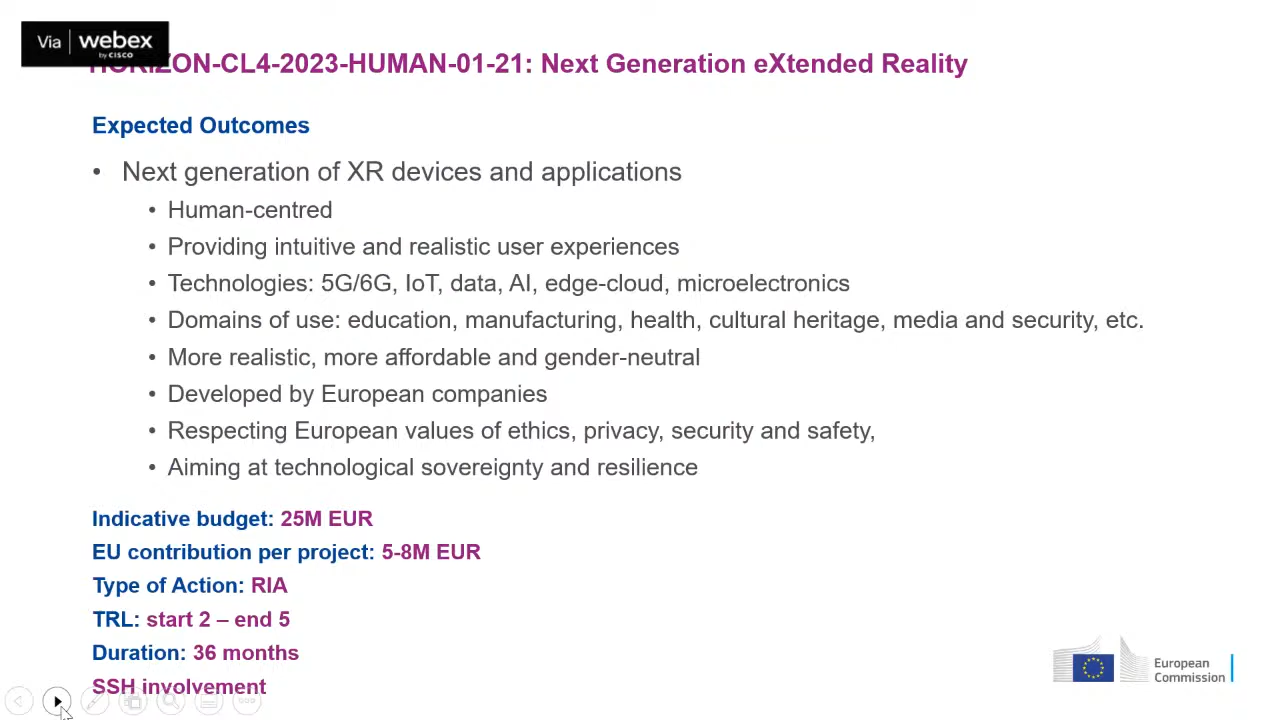 Via webex
by CISCO
HORIZON-CL4-2023-HUMAN-01-21: Next Generation eXtended Reality
Expected Outcomes
• Next generation of XR devices and applications
• Human-centred
• Providing intuitive and realistic user experiences
• Technologies: 5G/6G, IoT, data, AI, edge-cloud, microelectronics
• Domains of use: education, manufacturing, health, cultural heritage, media and security, etc.
• More realistic, more affordable and gender-neutral
• Developed by European companies
• Respecting European values of ethics, privacy, security and safety,
• Aiming at technological sovereignty and resilience
Indicative budget: 25M EUR
EU contribution per project: 5-8M EUR
Type of Action: RIA
TRL: start 2 – end 5
Duration: 36 months
SSH involvement
European
Commission